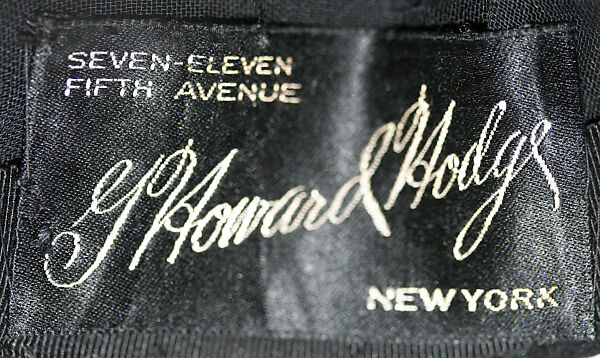 SEVEN-ELEVEN
FIFTH AVENUE
G Howard Hodge
NEW YORK